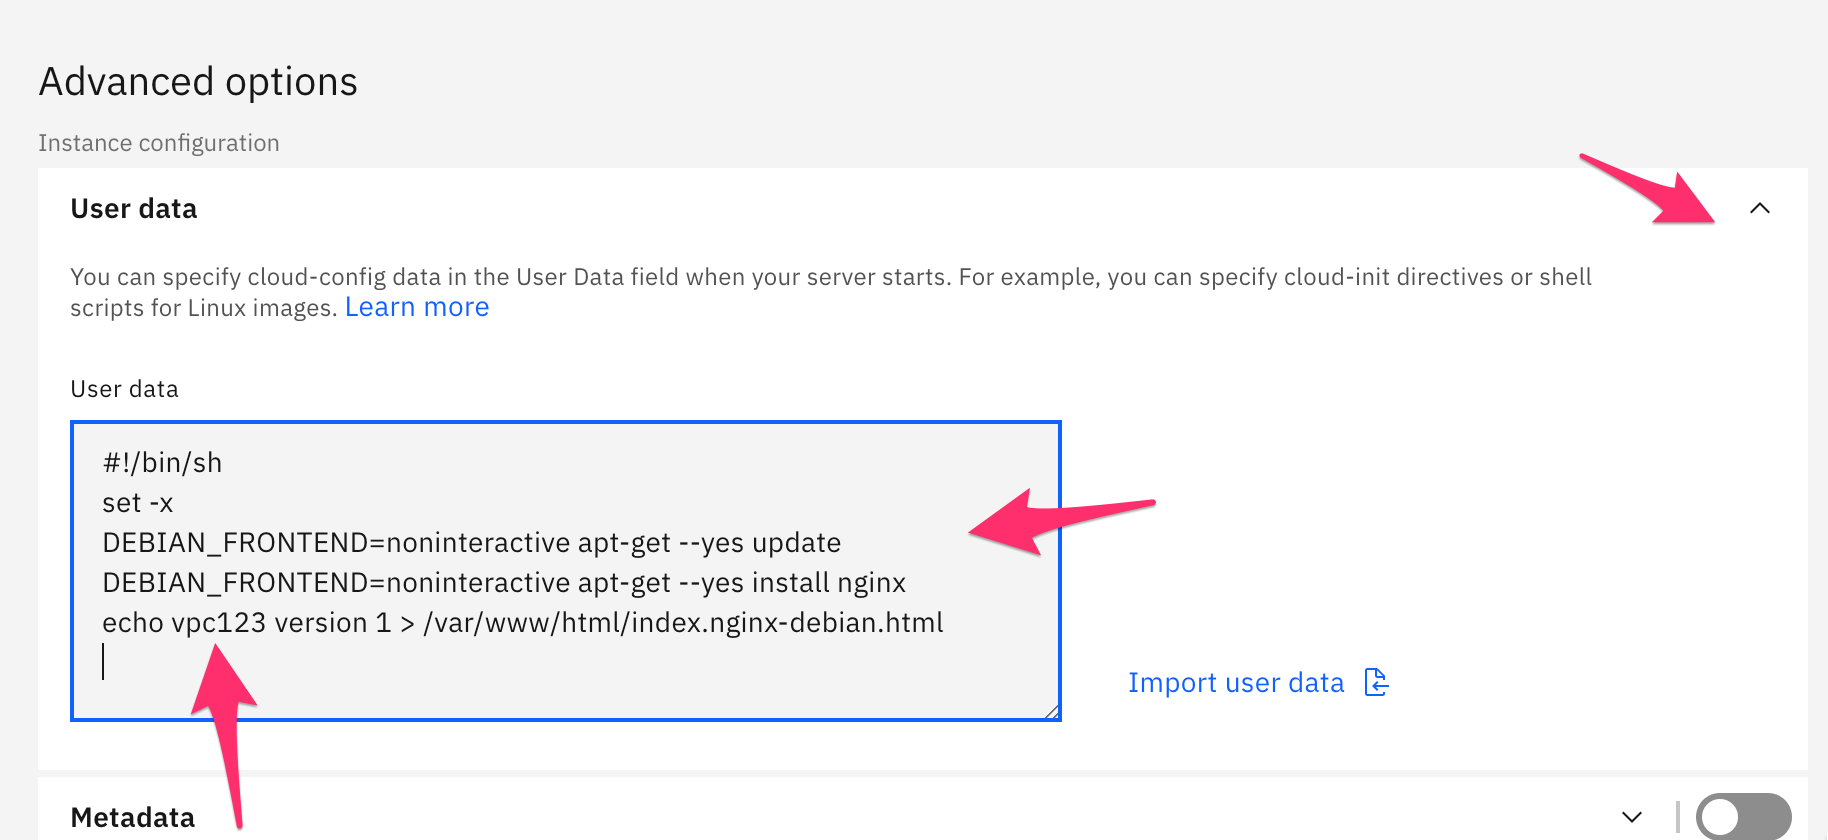 Advanced options
Instance configuration
User data
You can specify cloud-config data in the User Data field when your server starts. For example, you can specify cloud-init directives or shell
scripts for Linux images. Learn more
User data
#!/bin/sh
set -x
DEBIAN_FRONTEND=noninteractive apt-get --yes update
DEBIAN_FRONTEND=noninteractive apt-get --yes install nginx
echo vpc123 version 1 > /var/www/html/index.nginx-debian.html
Import user data
Metadata